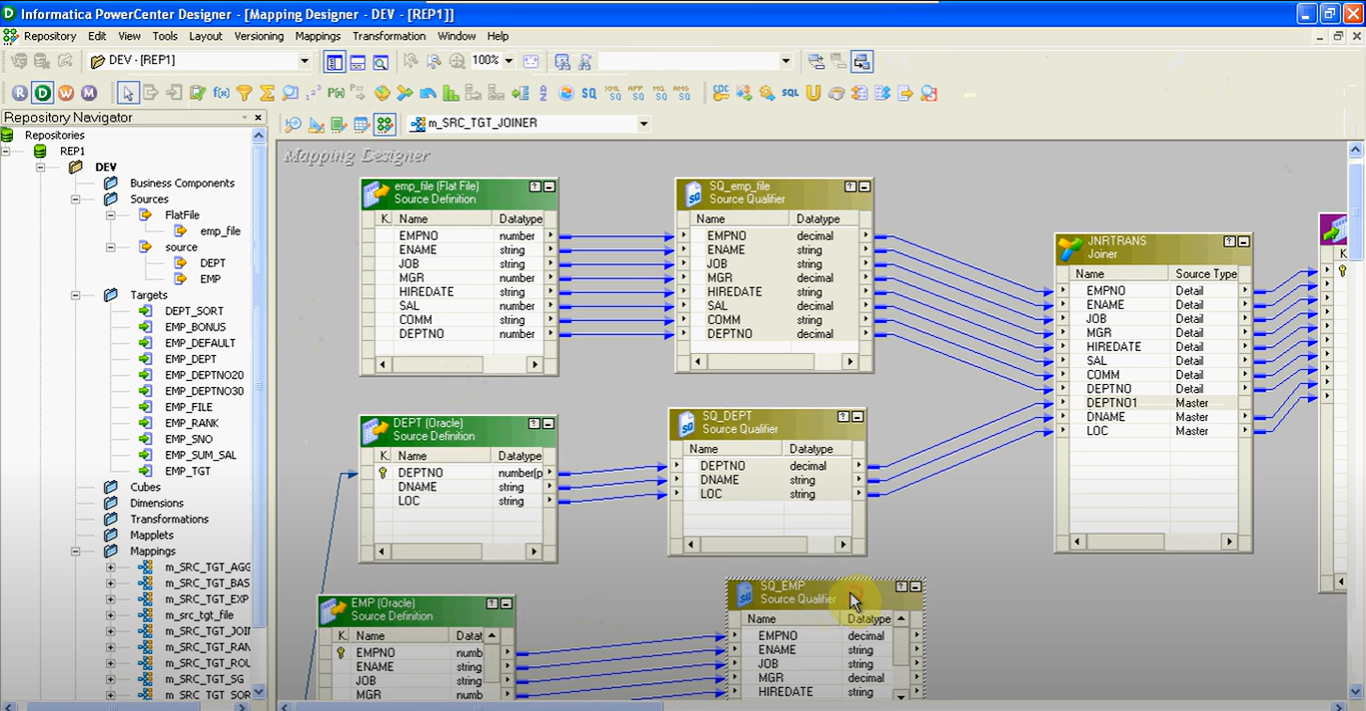 Informatica PowerCenter Designer - [Mapping Designer - DEV - [REP1]]
Repository Edit View Tools Layout Versioning Mappings Transformation Window Help
DEV - [REP1] 100%
R D W M f(x) SQ SQL
Repository Navigator
m_SRC_TGT_JOINER
Repositories
REP1
DEV
Business Components
Sources
FlatFile
emp_file
source
DEPT
EMP
Targets
DEPT_SORT
EMP_BONUS
EMP_DEFAULT
EMP_DEPT
EMP_DEPTNO20
EMP_DEPTNO30
EMP_FILE
EMP_RANK
EMP_SNO
EMP_SUM_SAL
EMP_TGT
Cubes
Dimensions
Transformations
Mapplets
Mappings
m_SRC_TGT_AGG
m_SRC_TGT_BAS
m_SRC_TGT_EXP
m_src_tgt_file
m_SRC_TGT_JOI
m_SRC_TGT_RAN
m_SRC_TGT_ROU
m_SRC_TGT_SG
m_SRC_TGT_SOR
Mapping Designer
emp_file (Flat File)
Source Definition
K Name Datatype
EMPNO number
ENAME string
JOB string
MGR number
HIREDATE string
SAL number
COMM string
DEPTNO number
SQ_emp_file
Source Qualifier
Name Datatype
EMPNO decimal
ENAME string
JOB string
MGR decimal
HIREDATE string
SAL decimal
COMM string
DEPTNO decimal
JNRTRANS
Joiner
Name Source Type
EMPNO Detail
ENAME Detail
JOB Detail
MGR Detail
HIREDATE Detail
SAL Detail
COMM Detail
DEPTNO Detail
DEPTNO1 Master
DNAME Master
LOC Master
K
DEPT (Oracle)
Source Definition
K Name Datatype
DEPTNO number(p
DNAME string
LOC string
SQ_DEPT
Source Qualifier
Name Datatype
DEPTNO decimal
DNAME string
LOC string
EMP (Oracle)
Source Definition
K Name Datat
EMPNO numb
ENAME string
JOB string
MGR numb
SQ_EMP
Source Qualifier
Name Datatype
EMPNO decimal
ENAME string
JOB string
MGR decimal
HIREDATE string